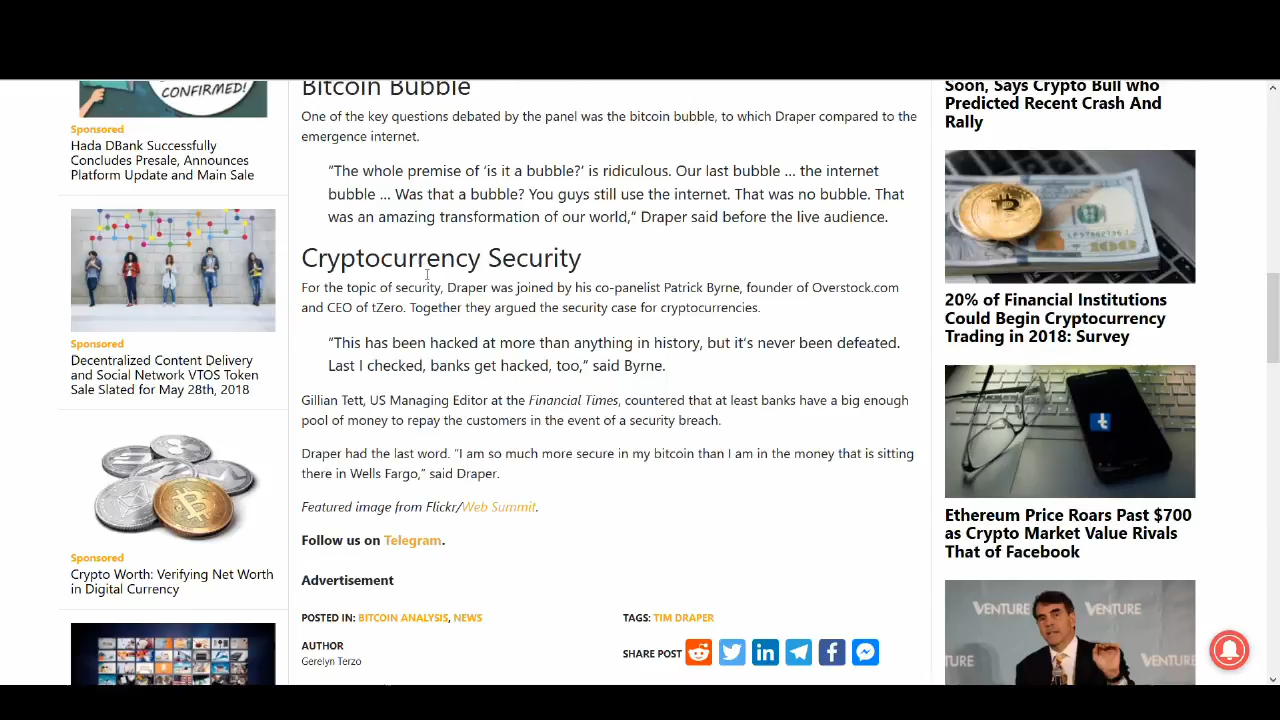 CONFIRMED!
Sponsored
Hada DBank Successfully
Concludes Presale, Announces
Platform Update and Main Sale
Sponsored
Decentralized Content Delivery
and Social Network VTOS Token
Sale Slated for May 28th, 2018
Sponsored
Crypto Worth: Verifying Net Worth
in Digital Currency
Bitcoin Bubble
One of the key questions debated by the panel was the bitcoin bubble, to which Draper compared to the
emergence internet.
“The whole premise of ‘is it a bubble?’ is ridiculous. Our last bubble … the internet
bubble … Was that a bubble? You guys still use the internet. That was no bubble. That
was an amazing transformation of our world,“ Draper said before the live audience.
Cryptocurrency Security
For the topic of security, Draper was joined by his co-panelist Patrick Byrne, founder of Overstock.com
and CEO of tZero. Together they argued the security case for cryptocurrencies.
“This has been hacked at more than anything in history, but it’s never been defeated.
Last I checked, banks get hacked, too,” said Byrne.
Gillian Tett, US Managing Editor at the Financial Times, countered that at least banks have a big enough
pool of money to repay the customers in the event of a security breach.
Draper had the last word. “I am so much more secure in my bitcoin than I am in the money that is sitting
there in Wells Fargo,” said Draper.
Featured image from Flickr/Web Summit.
Follow us on Telegram.
Advertisement
POSTED IN: BITCOIN ANALYSIS, NEWS
TAGS: TIM DRAPER
AUTHOR
Gerelyn Terzo
SHARE POST
Soon, Says Crypto Bull who
Predicted Recent Crash And
Rally
100
20% of Financial Institutions
Could Begin Cryptocurrency
Trading in 2018: Survey
Ethereum Price Roars Past $700
as Crypto Market Value Rivals
That of Facebook
VENTURE VENTURE